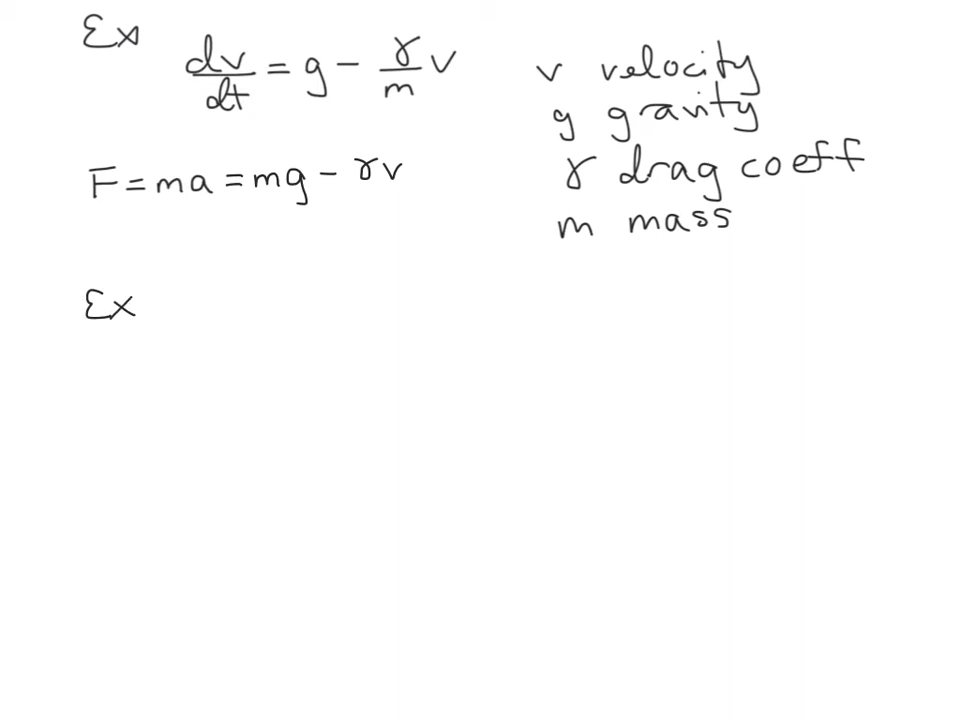 Ex
dv/dt = g - γ/m v
v velocity
g gravity
γ drag coeff
m mass
F = ma = mg - γv
Ex